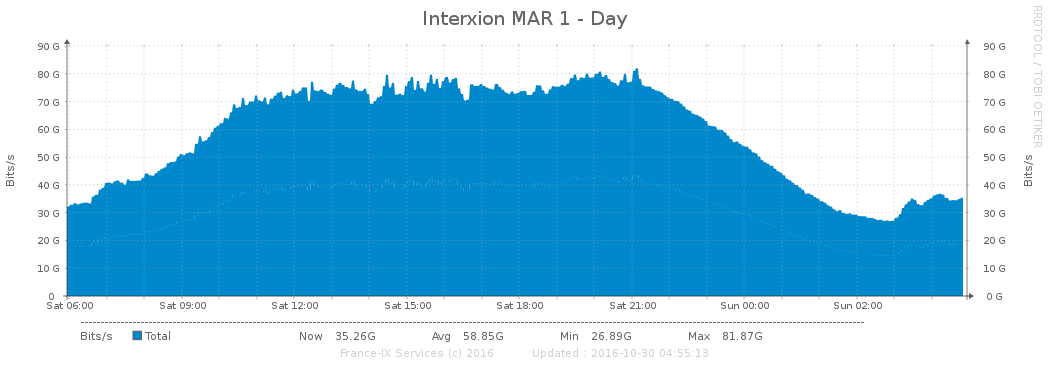 Interxion MAR 1 - Day
RRDTOOL / TOBI OETIKER
Bits/s
Bits/s
90 G 90 G
80 G 80 G
70 G 70 G
60 G 60 G
50 G 50 G
40 G 40 G
30 G 30 G
20 G 20 G
10 G 10 G
0 0 G
Sat 06:00 Sat 09:00 Sat 12:00 Sat 15:00 Sat 18:00 Sat 21:00 Sun 00:00 Sun 02:00
Bits/s Total Now 35.26G Avg 58.85G Min 26.89G Max 81.87G
France-IX Services (c) 2016 Updated : 2016-10-30 04:55:13